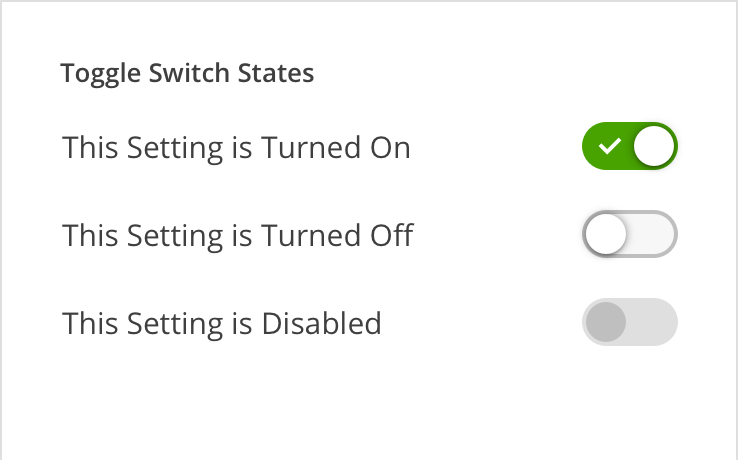 Toggle Switch States
This Setting is Turned On
This Setting is Turned Off
This Setting is Disabled